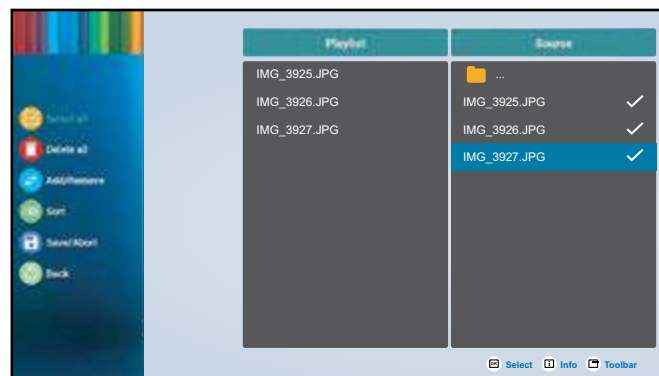 Playlist
Source
IMG_3925.JPG
IMG_3926.JPG
IMG_3927.JPG
...
IMG_3925.JPG
IMG_3926.JPG
IMG_3927.JPG
Select all
Delete all
Add/Remove
Sort
Save/Abort
Back
OK Select i Info Toolbar